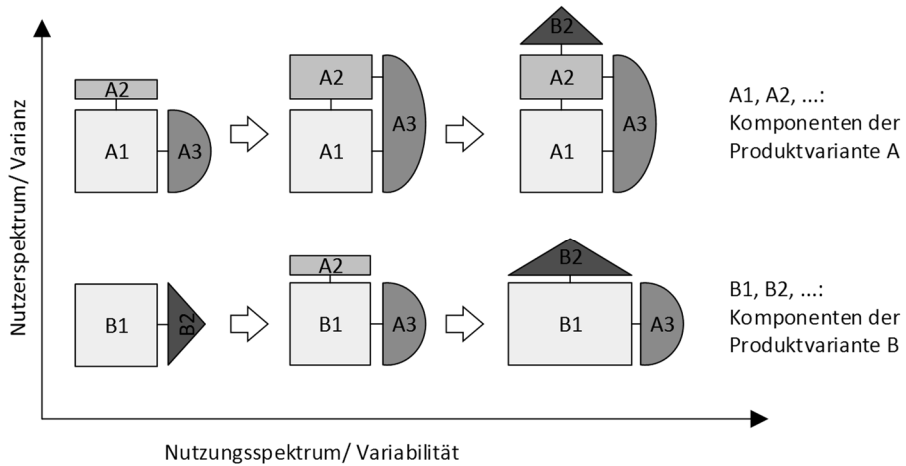 Nutzerspektrum/ Varianz
A2
A1
A3
A2
A1
A3
B2
A2
A1
A3
A1, A2, ...:
Komponenten der
Produktvariante A
B1
B2
A2
B1
A3
B2
B1
A3
B1, B2, ...:
Komponenten der
Produktvariante B
Nutzungsspektrum/ Variabilität